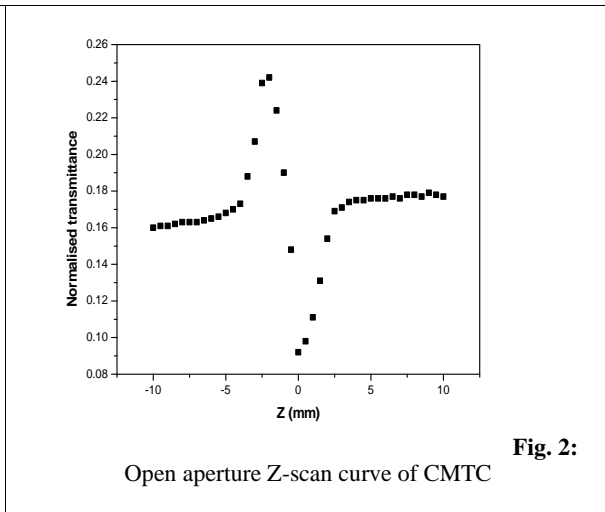 0.26
0.24
0.22
0.20
0.18
0.16
0.14
0.12
0.10
0.08
Normalised transmittance
-10 -5 0 5 10
Z (mm)
Fig. 2:
Open aperture Z-scan curve of CMTC